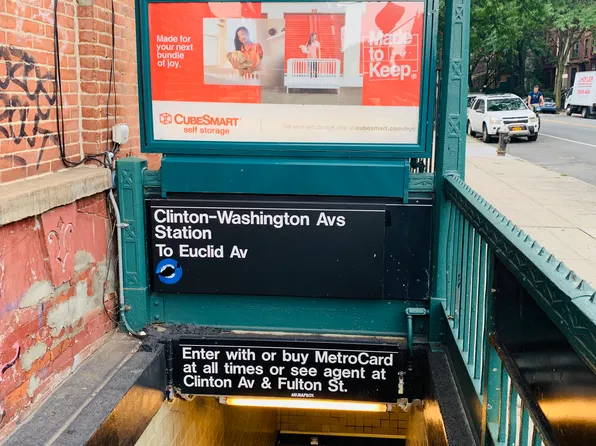 Made for
your next
bundle
of joy.
Made
to
Keep.
CUBESMART
self storage
Clinton-Washington Avs
Station
To Euclid Av
Enter with or buy MetroCard
at all times or see agent at
Clinton Av & Fulton St.